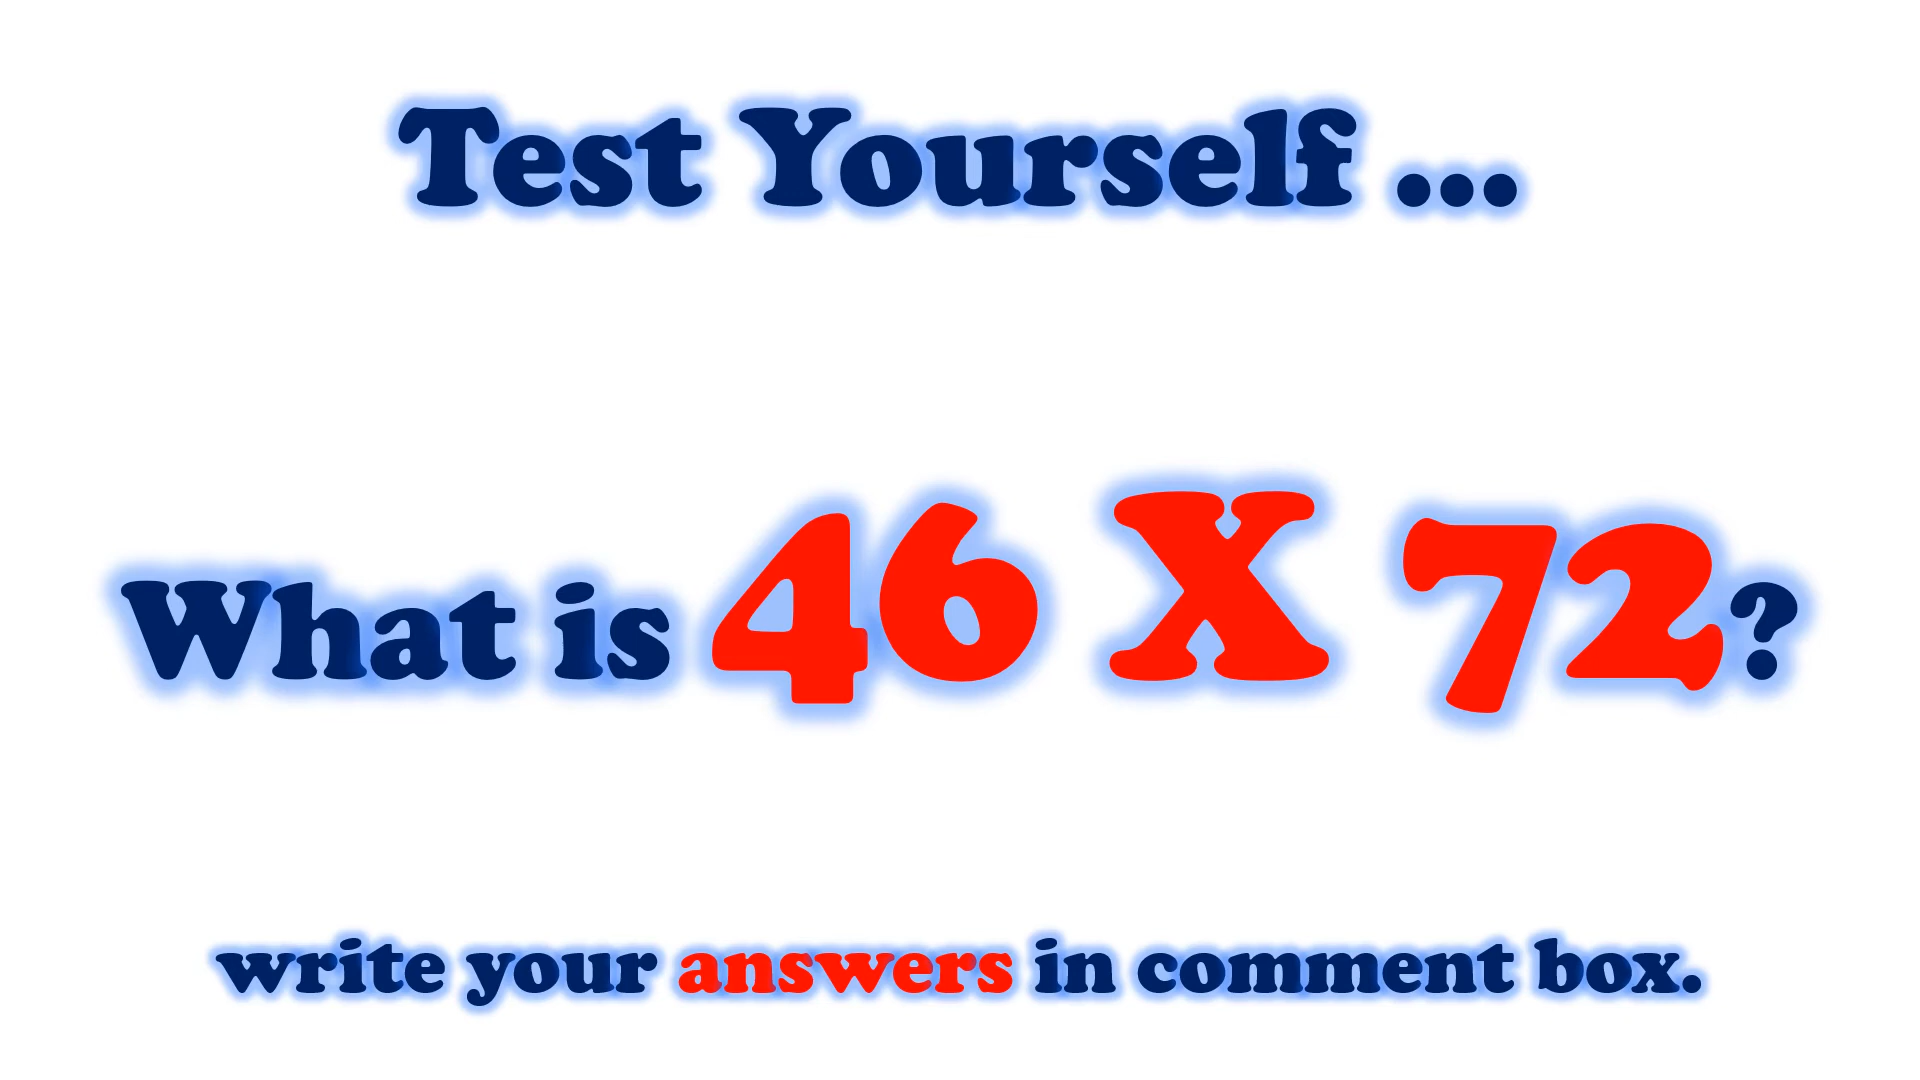 Test Yourself ...
What is 46 X 72?
write your answers in comment box.